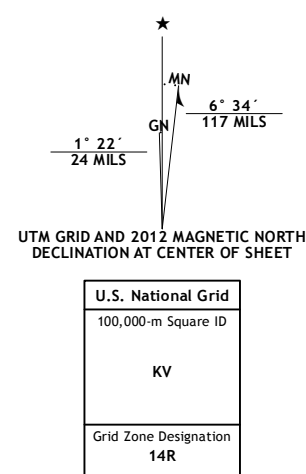 ★
MN
GN
6° 34´
117 MILS
1° 22´
24 MILS
UTM GRID AND 2012 MAGNETIC NORTH
DECLINATION AT CENTER OF SHEET
U.S. National Grid
100,000-m Square ID
KV
Grid Zone Designation
14R